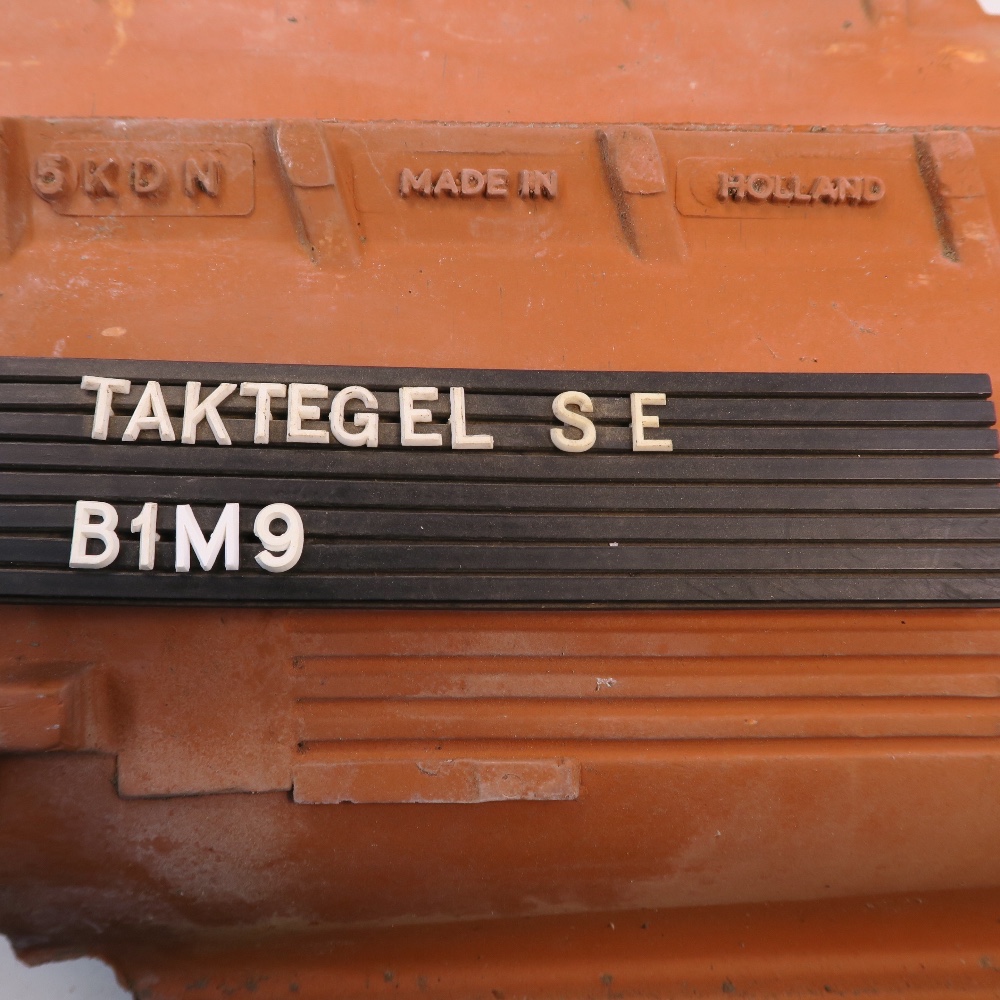 5KDN MADE IN HOLLAND
TAKTEGEL SE
B1M9